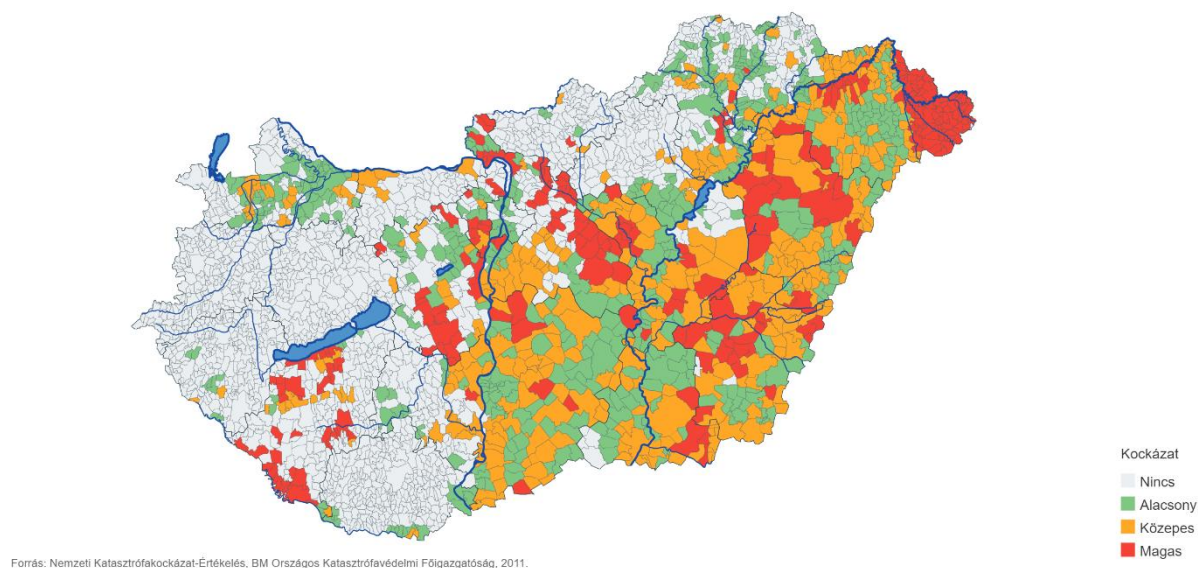 Kockázat
Nincs
Alacsony
Közepes
Magas
Forrás: Nemzeti Katasztrófakockázat-Értékelés, BM Országos Katasztrófavédelmi Főigazgatóság, 2011.